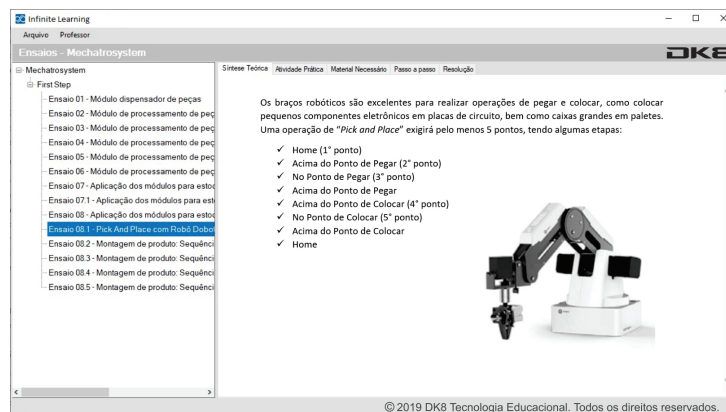 Infinite Learning
Arquivo Professor
Ensaios - Mechatrosystem
DK8
Mechatrosystem
First Step
Ensaio 01 - Módulo dispensador de peças
Ensaio 02 - Módulo de processamento de peç
Ensaio 03 - Módulo de processamento de peç
Ensaio 04 - Módulo de processamento de peç
Ensaio 05 - Módulo de processamento de peç
Ensaio 06 - Módulo de processamento de peç
Ensaio 07 - Aplicação dos módulos para estoc
Ensaio 07.1 - Aplicação dos módulos para est
Ensaio 08 - Aplicação dos módulos para estoc
Ensaio 08.1 - Pick And Place com Robô Dobot
Ensaio 08.2 - Montagem de produto: Sequênci
Ensaio 08.3 - Montagem de produto: Sequênci
Ensaio 08.4 - Montagem de produto: Sequênci
Ensaio 08.5 - Montagem de produto: Sequênci
Síntese Teórica Atividade Prática Material Necessário Passo a passo Resolução
Os braços robóticos são excelentes para realizar operações de pegar e colocar, como colocar
pequenos componentes eletrônicos em placas de circuito, bem como caixas grandes em paletes.
Uma operação de “Pick and Place” exigirá pelo menos 5 pontos, tendo algumas etapas:
✓ Home (1° ponto)
✓ Acima do Ponto de Pegar (2° ponto)
✓ No Ponto de Pegar (3° ponto)
✓ Acima do Ponto de Pegar
✓ Acima do Ponto de Colocar (4° ponto)
✓ No Ponto de Colocar (5° ponto)
✓ Acima do Ponto de Colocar
✓ Home
© 2019 DK8 Tecnologia Educacional. Todos os direitos reservados.